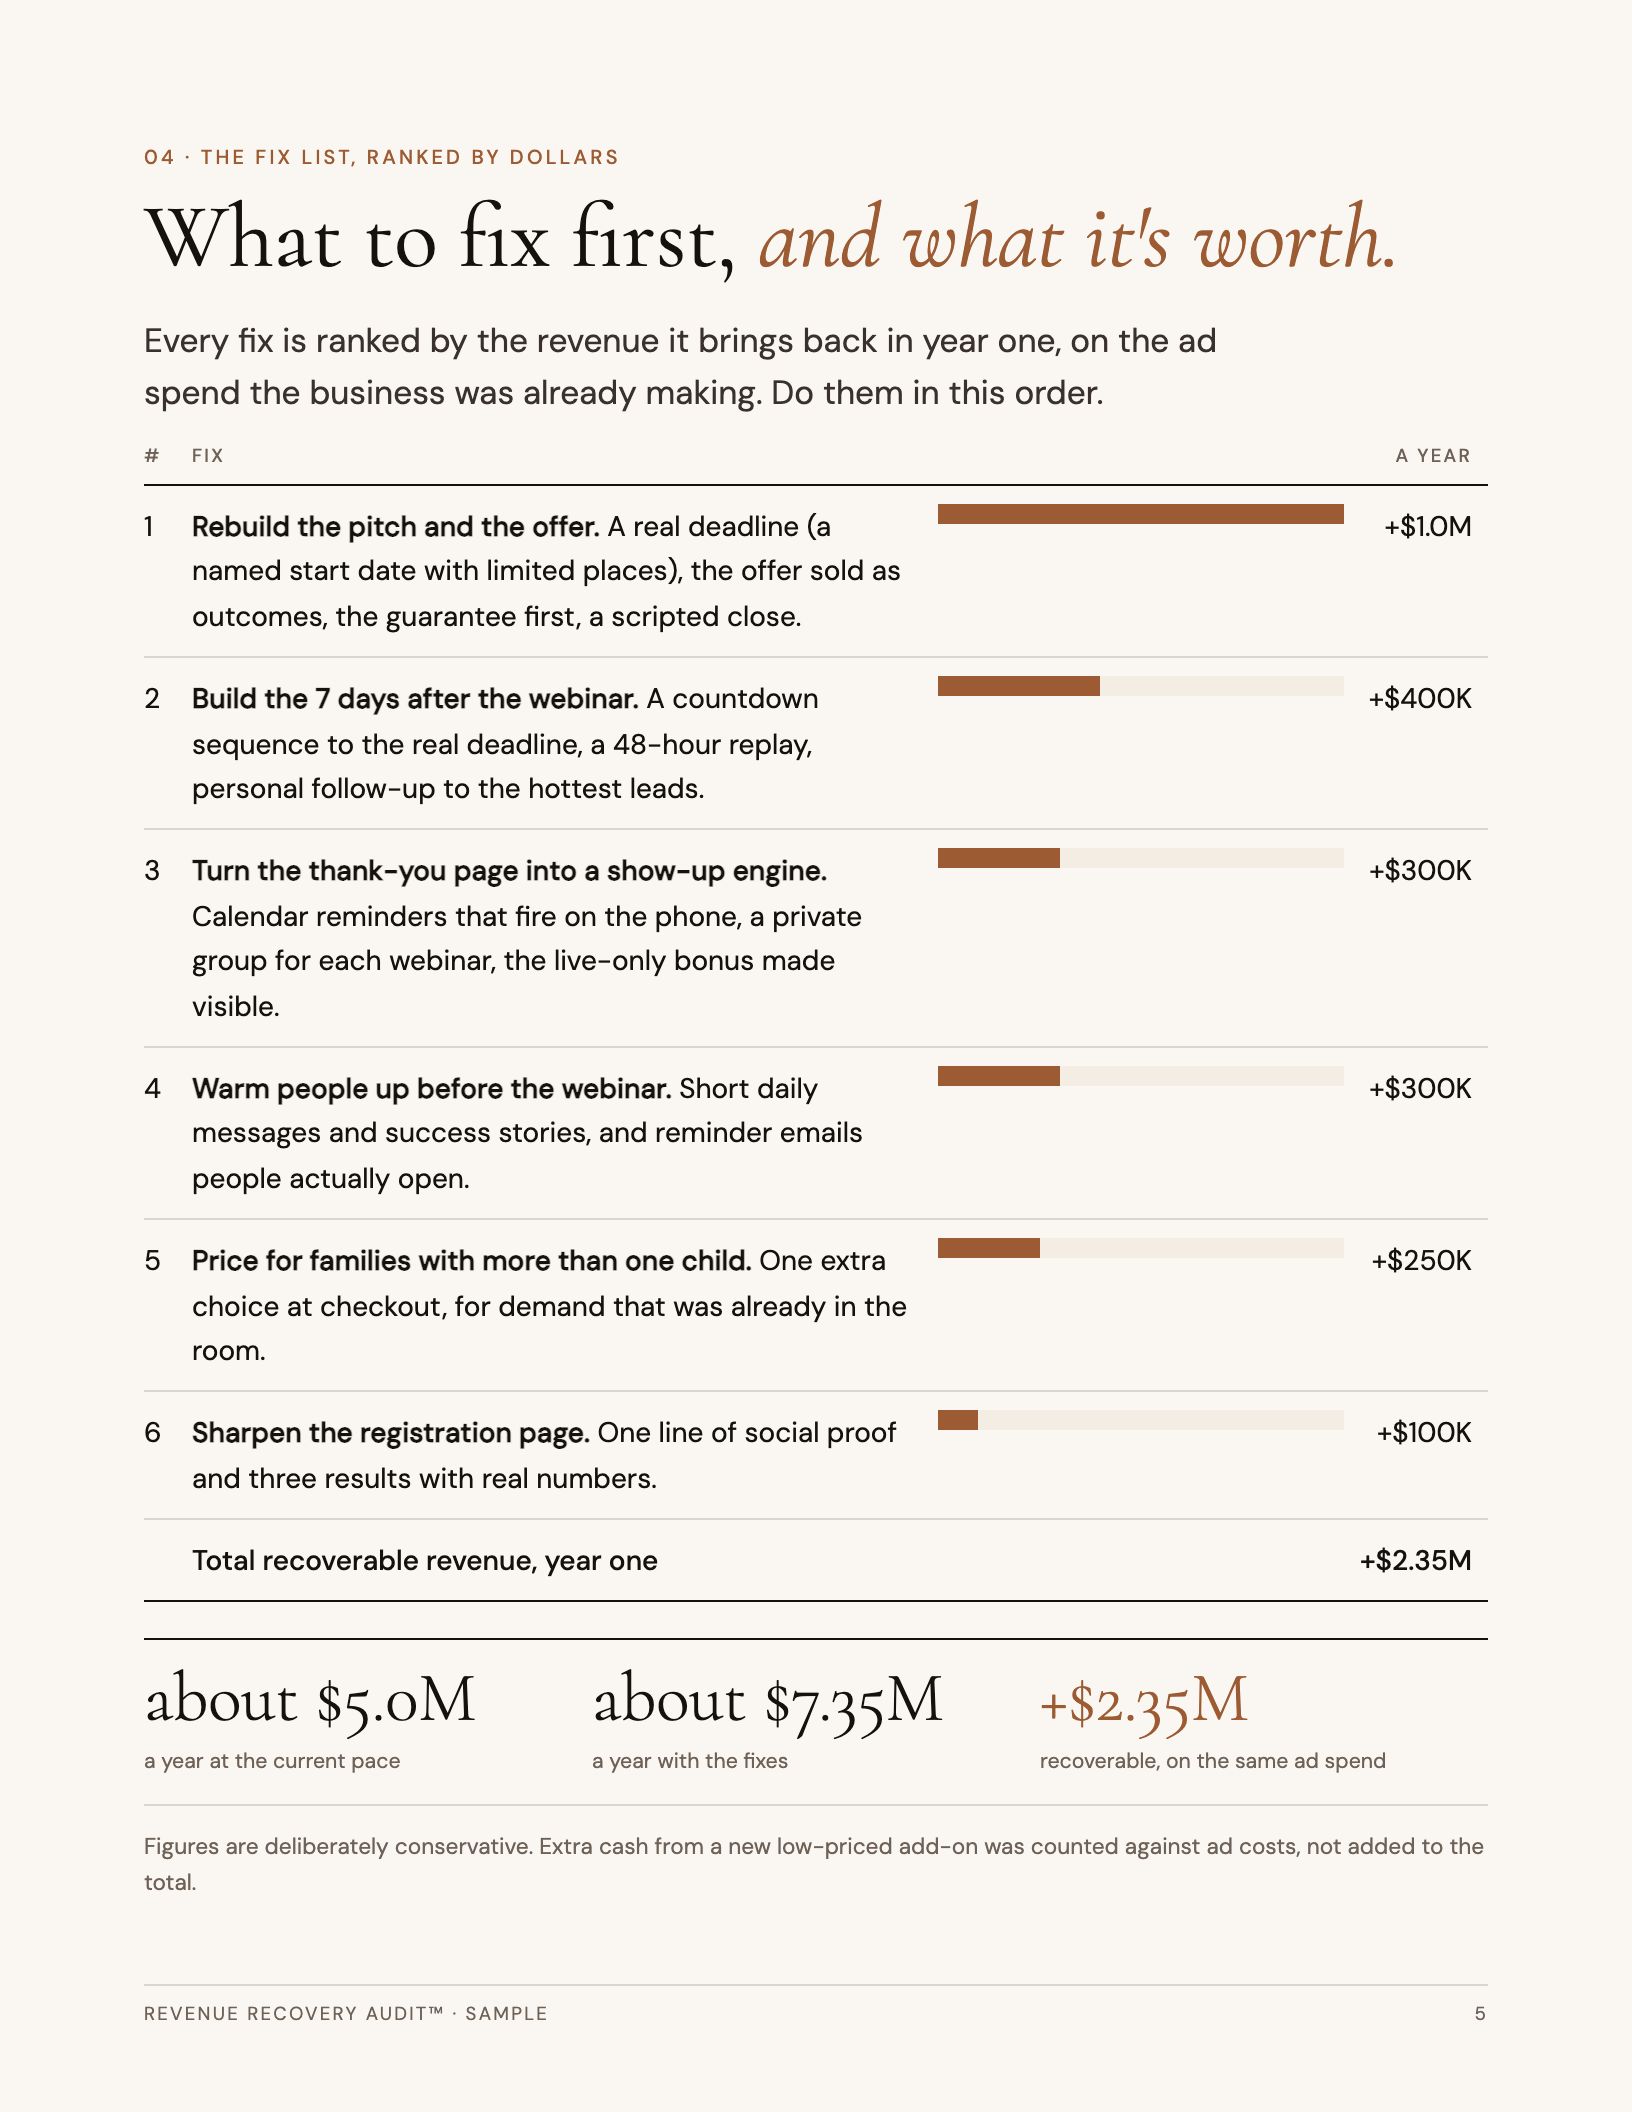 04 · THE FIX LIST, RANKED BY DOLLARS
What to fix first, and what it's worth.
Every fix is ranked by the revenue it brings back in year one, on the ad
spend the business was already making. Do them in this order.
# FIX A YEAR
1 Rebuild the pitch and the offer. A real deadline (a +$1.0M
named start date with limited places), the offer sold as
outcomes, the guarantee first, a scripted close.
2 Build the 7 days after the webinar. A countdown +$400K
sequence to the real deadline, a 48-hour replay,
personal follow-up to the hottest leads.
3 Turn the thank-you page into a show-up engine. +$300K
Calendar reminders that fire on the phone, a private
group for each webinar, the live-only bonus made
visible.
4 Warm people up before the webinar. Short daily +$300K
messages and success stories, and reminder emails
people actually open.
5 Price for families with more than one child. One extra +$250K
choice at checkout, for demand that was already in the
room.
6 Sharpen the registration page. One line of social proof +$100K
and three results with real numbers.
Total recoverable revenue, year one +$2.35M
about $5.0M about $7.35M +$2.35M
a year at the current pace a year with the fixes recoverable, on the same ad spend
Figures are deliberately conservative. Extra cash from a new low-priced add-on was counted against ad costs, not added to the
total.
REVENUE RECOVERY AUDIT™ · SAMPLE 5